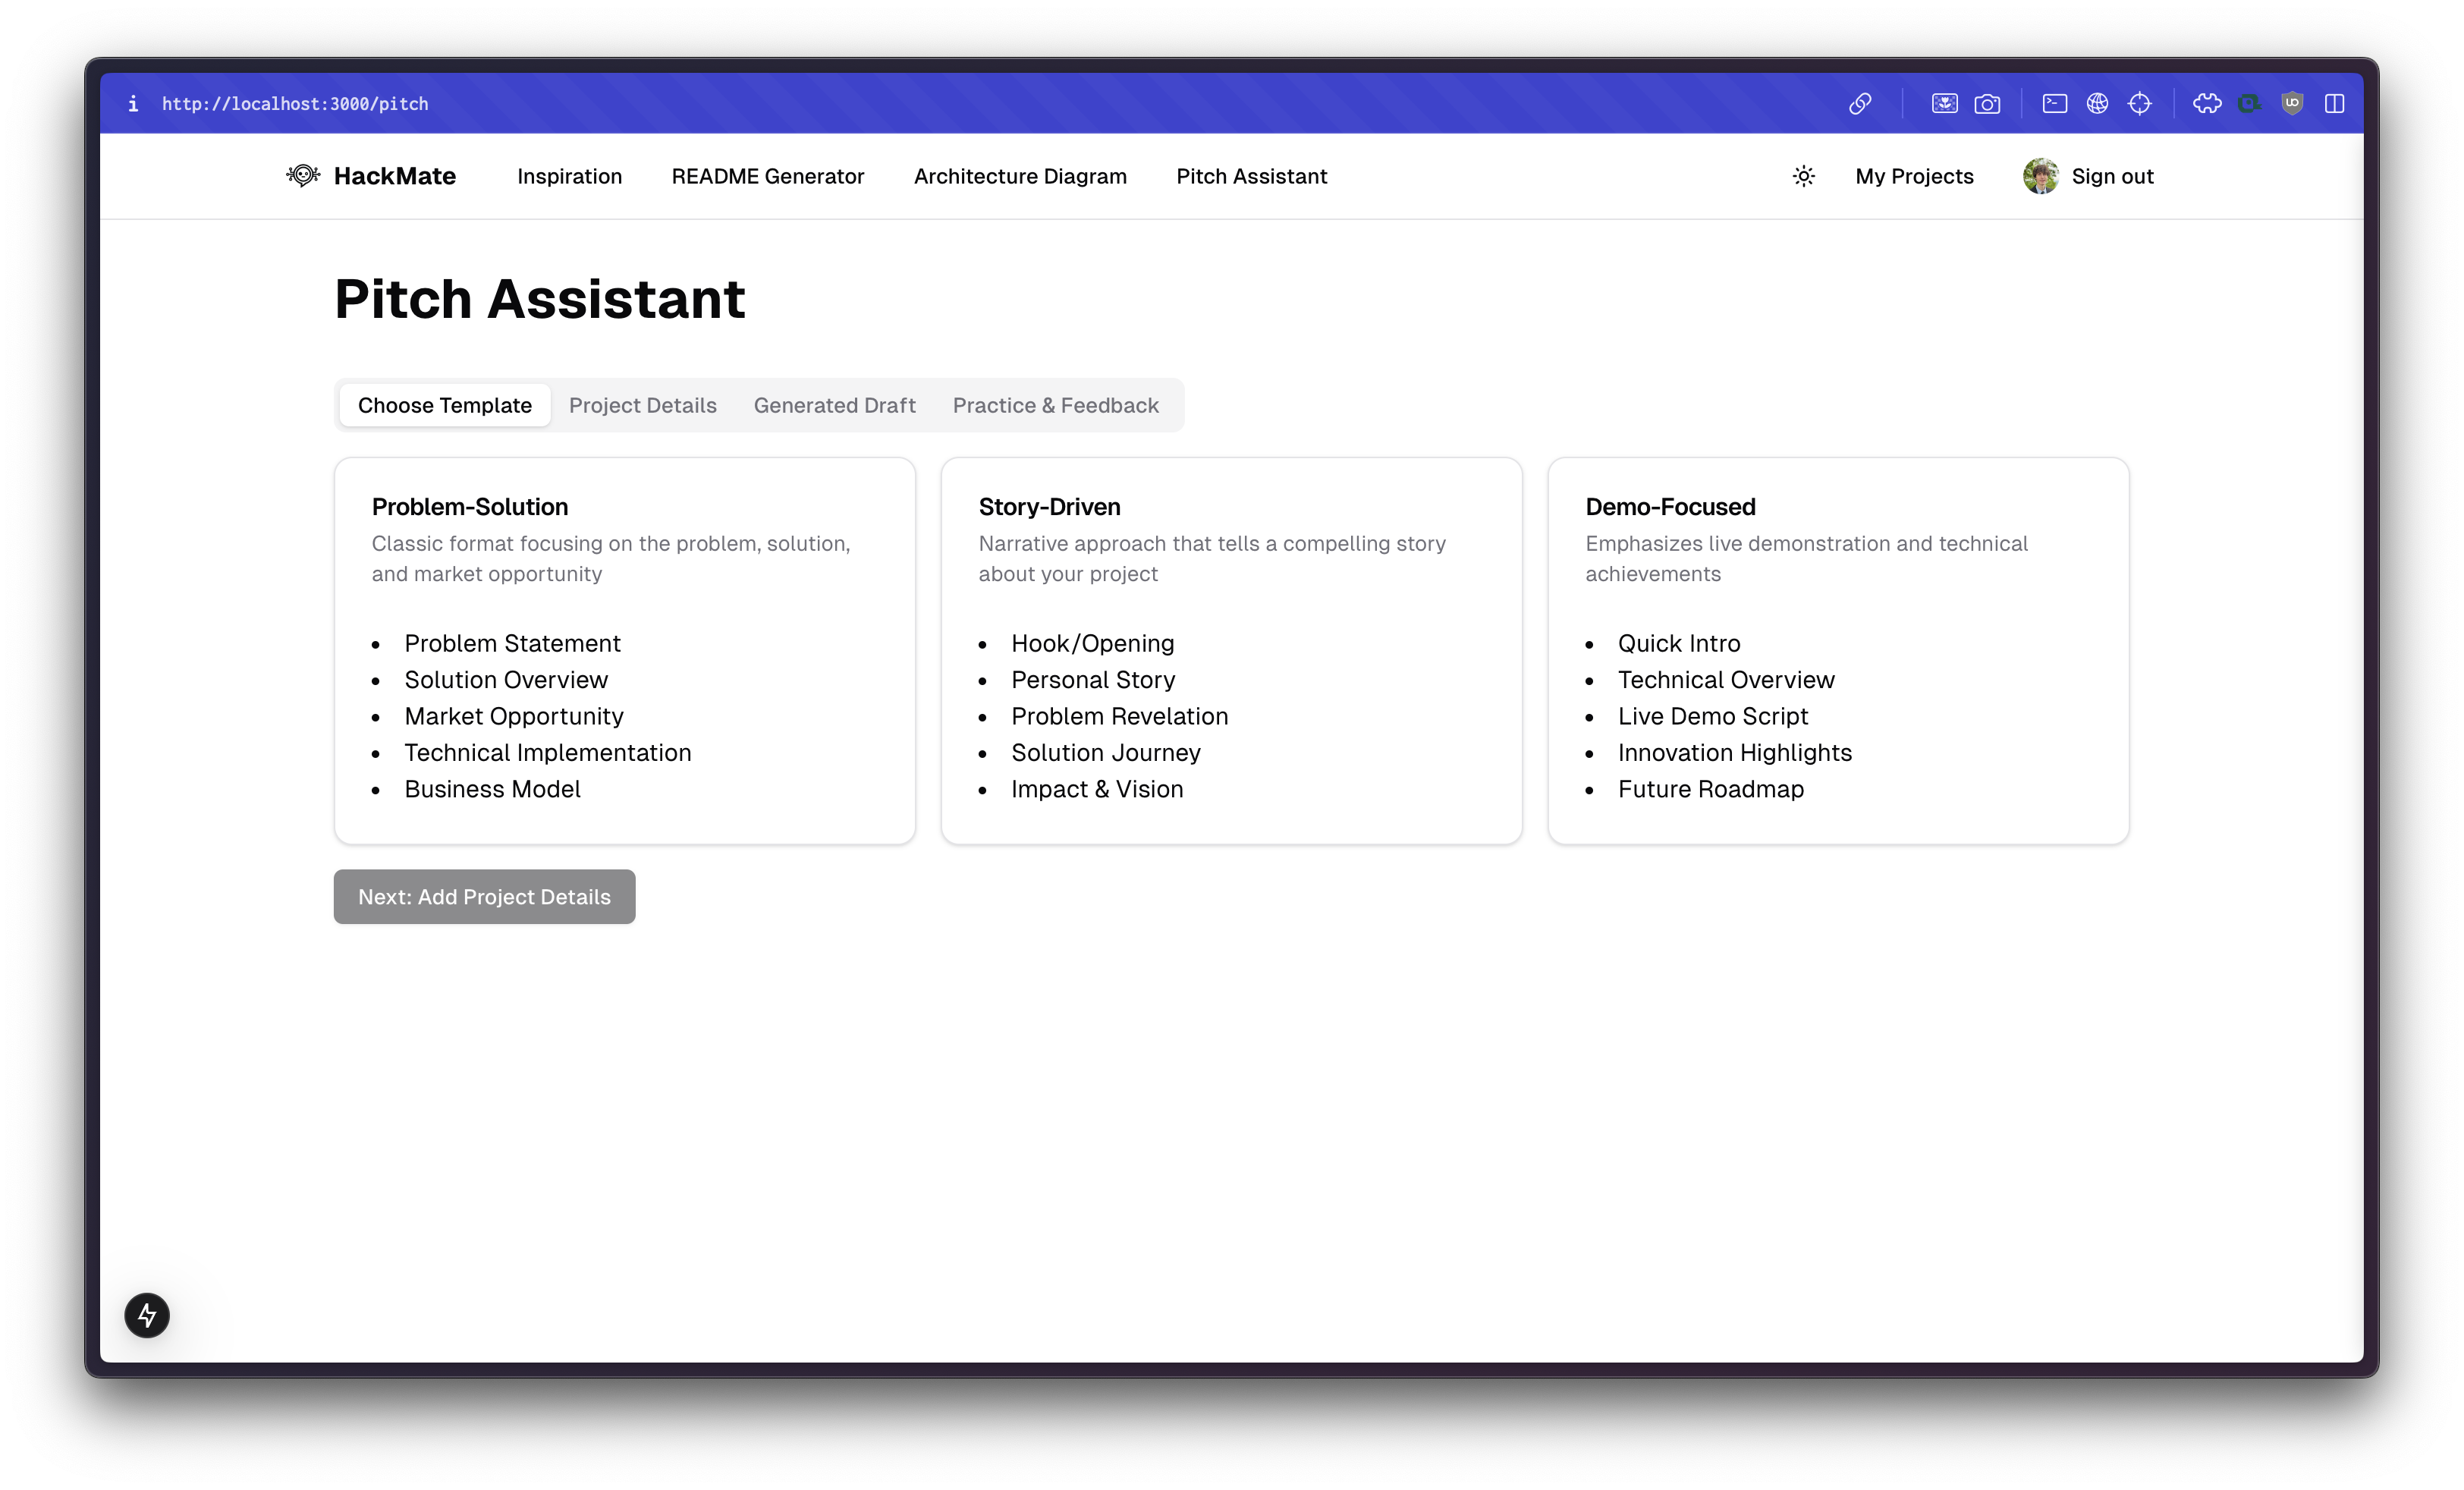 i http://localhost:3000/pitch
HackMate Inspiration README Generator Architecture Diagram Pitch Assistant My Projects Sign out
Pitch Assistant
Choose Template Project Details Generated Draft Practice & Feedback
Problem-Solution
Classic format focusing on the problem, solution,
and market opportunity
• Problem Statement
• Solution Overview
• Market Opportunity
• Technical Implementation
• Business Model
Story-Driven
Narrative approach that tells a compelling story
about your project
• Hook/Opening
• Personal Story
• Problem Revelation
• Solution Journey
• Impact & Vision
Demo-Focused
Emphasizes live demonstration and technical
achievements
• Quick Intro
• Technical Overview
• Live Demo Script
• Innovation Highlights
• Future Roadmap
Next: Add Project Details